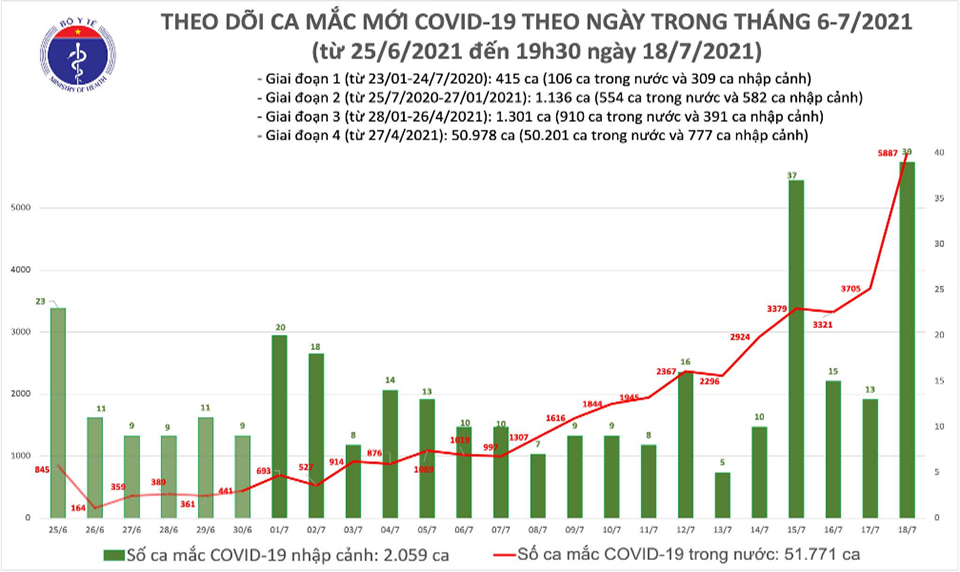 BỘ Y TẾ
MINISTRY OF HEALTH
THEO DÕI CA MẮC MỚI COVID-19 THEO NGÀY TRONG THÁNG 6-7/2021
(từ 25/6/2021 đến 19h30 ngày 18/7/2021)
- Giai đoạn 1 (từ 23/01-24/7/2020): 415 ca (106 ca trong nước và 309 ca nhập cảnh)
- Giai đoạn 2 (từ 25/7/2020-27/01/2021): 1.136 ca (554 ca trong nước và 582 ca nhập cảnh)
- Giai đoạn 3 (từ 28/01-26/4/2021): 1.301 ca (910 ca trong nước và 391 ca nhập cảnh)
- Giai đoạn 4 (từ 27/4/2021): 50.978 ca (50.201 ca trong nước và 777 ca nhập cảnh)
5000
4000
3000
2000
1000
0
40
35
30
25
20
15
10
5
0
23 11 9 9 11 9 20 18 8 14 13 10 10 7 9 9 8 16 5 10 37 15 13 39
845 164 359 389 361 441 693 527 914 876 1089 1019 997 1307 1616 1844 1945 2367 2296 2924 3379 3321 3705 5887
25/6 26/6 27/6 28/6 29/6 30/6 01/7 02/7 03/7 04/7 05/7 06/7 07/7 08/7 09/7 10/7 11/7 12/7 13/7 14/7 15/7 16/7 17/7 18/7
Số ca mắc COVID-19 nhập cảnh: 2.059 ca
Số ca mắc COVID-19 trong nước: 51.771 ca